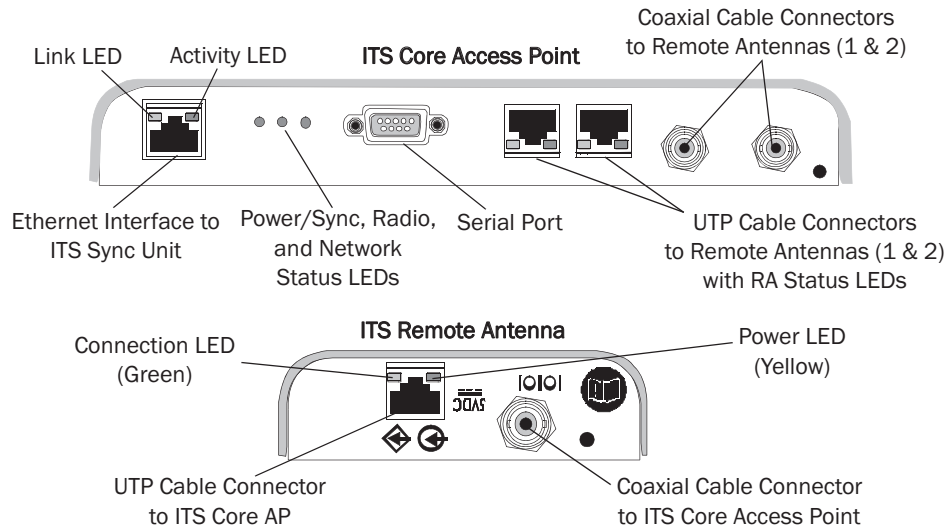 Coaxial Cable Connectors
to Remote Antennas (1 & 2)
Link LED
Activity LED
ITS Core Access Point
Ethernet Interface to
ITS Sync Unit
Power/Sync, Radio,
and Network
Status LEDs
Serial Port
UTP Cable Connectors
to Remote Antennas (1 & 2)
with RA Status LEDs
ITS Remote Antenna
Connection LED
(Green)
Power LED
(Yellow)
5VDC
|O|O|
UTP Cable Connector
to ITS Core AP
Coaxial Cable Connector
to ITS Core Access Point